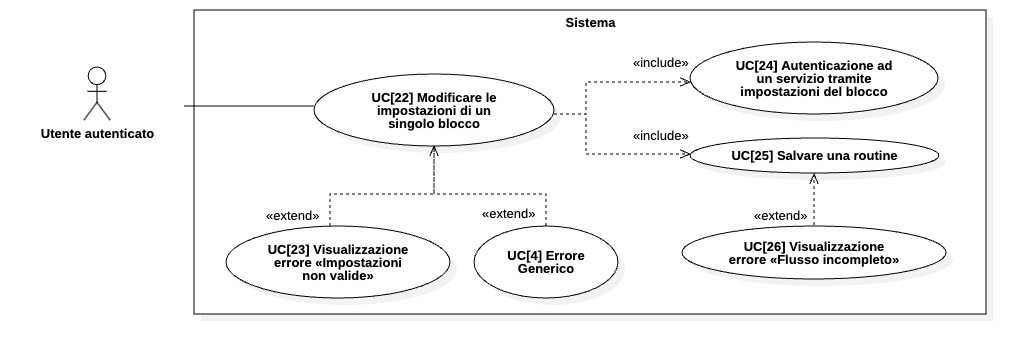 Sistema
«include»
UC[24] Autenticazione ad
un servizio tramite
impostazioni del blocco
UC[22] Modificare le
impostazioni di un
singolo blocco
Utente autenticato
«include»
UC[25] Salvare una routine
«extend»
«extend»
«extend»
UC[23] Visualizzazione
errore «Impostazioni
non valide»
UC[4] Errore
Generico
UC[26] Visualizzazione
errore «Flusso incompleto»